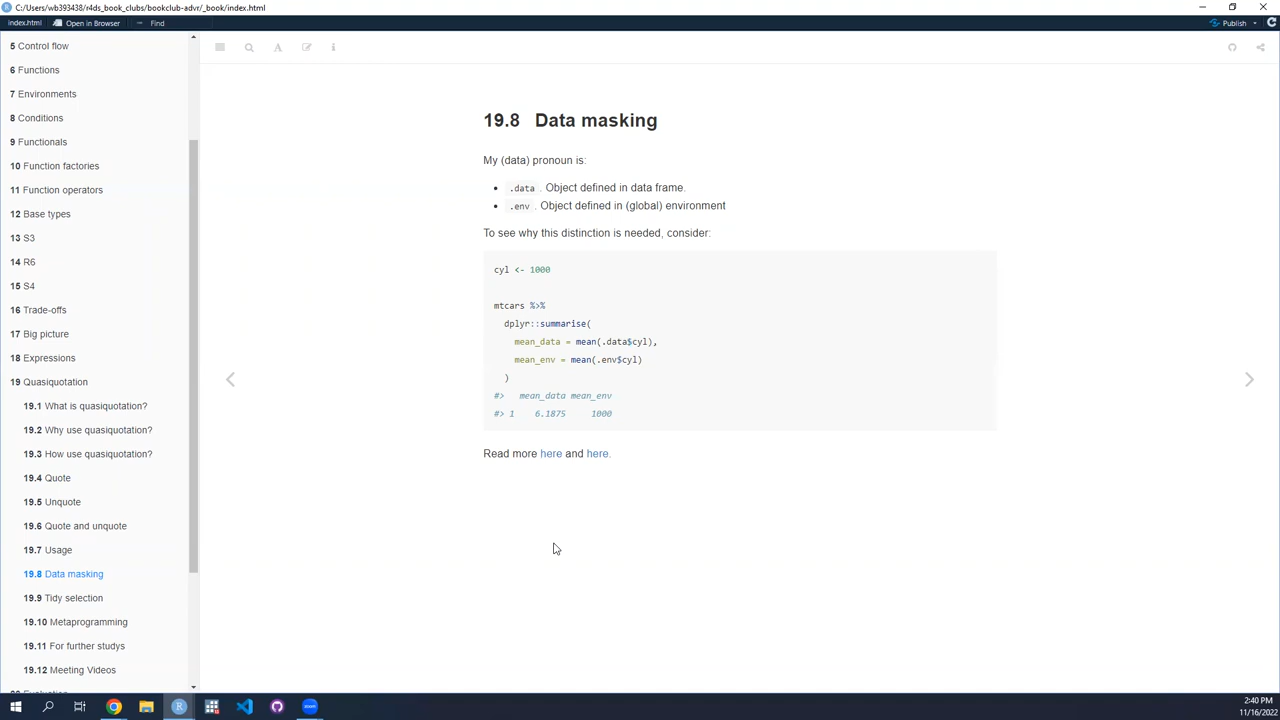 C:/Users/wb393438/r4ds_book_clubs/bookclub-advr/_book/index.html
index.html
Open in Browser
Find
Publish
5 Control flow
6 Functions
7 Environments
8 Conditions
9 Functionals
10 Function factories
11 Function operators
12 Base types
13 S3
14 R6
15 S4
16 Trade-offs
17 Big picture
18 Expressions
19 Quasiquotation
19.1 What is quasiquotation?
19.2 Why use quasiquotation?
19.3 How use quasiquotation?
19.4 Quote
19.5 Unquote
19.6 Quote and unquote
19.7 Usage
19.8 Data masking
19.9 Tidy selection
19.10 Metaprogramming
19.11 For further studys
19.12 Meeting Videos
19.8 Data masking
My (data) pronoun is:
.data . Object defined in data frame.
.env . Object defined in (global) environment
To see why this distinction is needed, consider:
cyl <- 1000
mtcars %>%
dplyr::summarise(
mean_data = mean(.data$cyl),
mean_env = mean(.env$cyl)
)
#> mean_data mean_env
#> 1 6.1875 1000
Read more here and here.
zoom
2:40 PM
11/16/2022